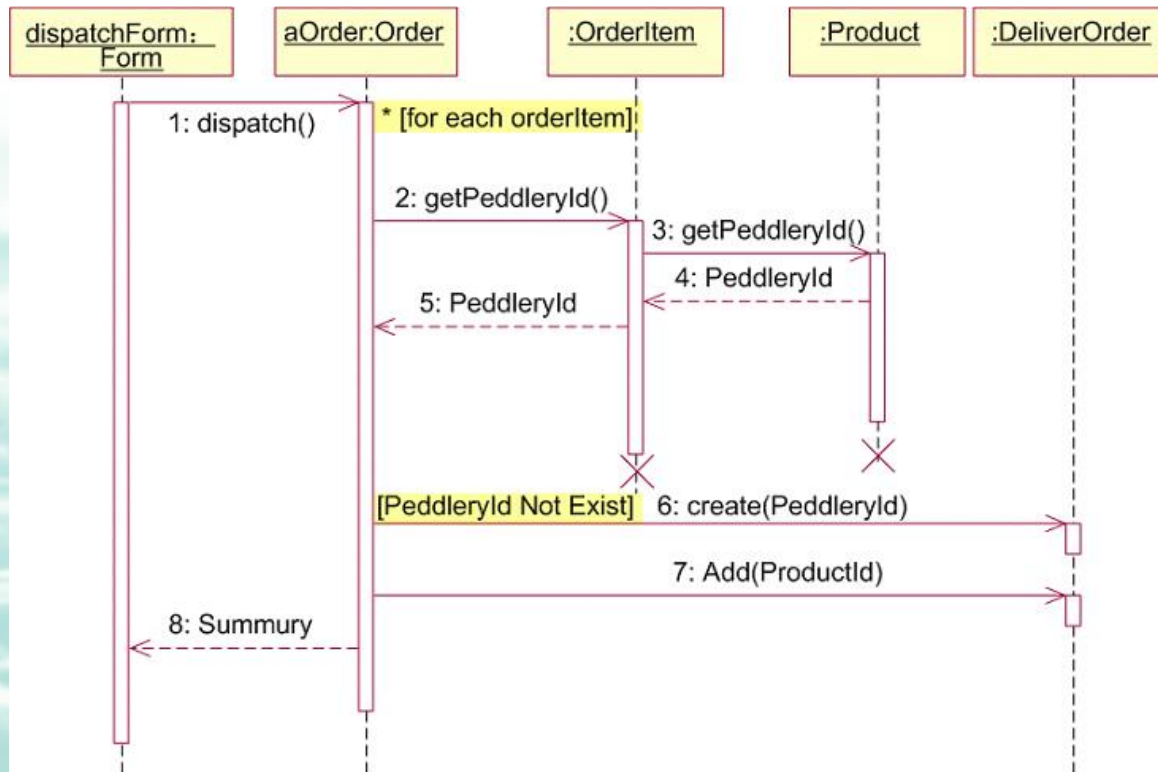 dispatchForm：
Form
aOrder:Order
:OrderItem
:Product
:DeliverOrder
1: dispatch()
* [for each orderItem]
2: getPeddleryId()
3: getPeddleryId()
4: PeddleryId
5: PeddleryId
[PeddleryId Not Exist]
6: create(PeddleryId)
7: Add(ProductId)
8: Summury